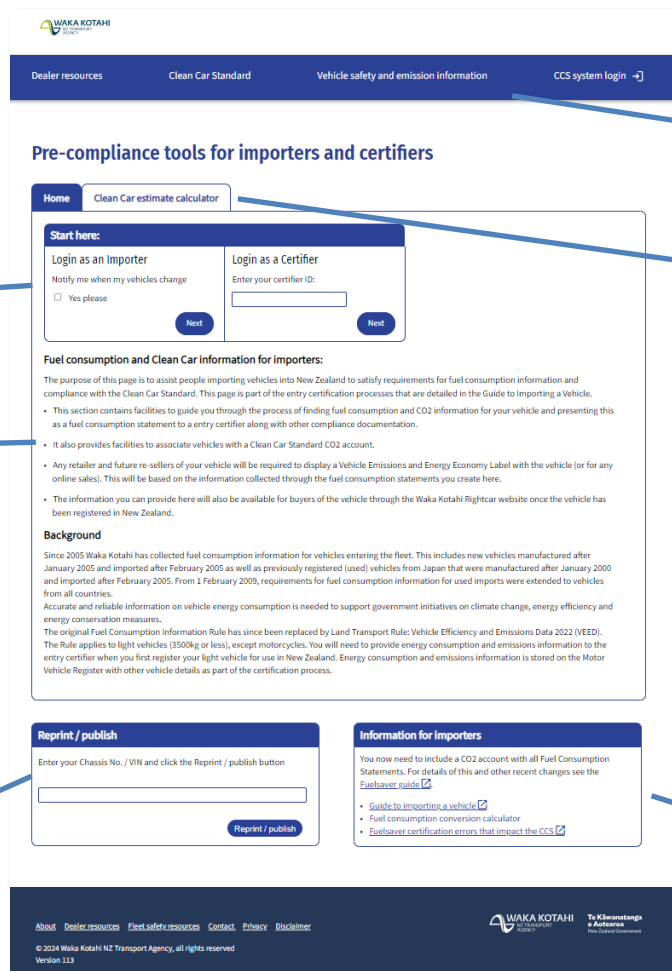 WAKA KOTAHI
NZ TRANSPORT
AGENCY
Dealer resources Clean Car Standard Vehicle safety and emission information CCS system login
Pre-compliance tools for importers and certifiers
Home Clean Car estimate calculator
Start here:
Login as an Importer
Notify me when my vehicles change
Yes please
Next
Login as a Certifier
Enter your certifier ID:
Next
Fuel consumption and Clean Car information for importers:
The purpose of this page is to assist people importing vehicles into New Zealand to satisfy requirements for fuel consumption information and
compliance with the Clean Car Standard. This page is part of the entry certification processes that are detailed in the Guide to Importing a Vehicle.
• This section contains facilities to guide you through the process of finding fuel consumption and CO2 information for your vehicle and presenting this
as a fuel consumption statement to a entry certifier along with other compliance documentation.
• It also provides facilities to associate vehicles with a Clean Car Standard CO2 account.
• Any retailer and future re-sellers of your vehicle will be required to display a Vehicle Emissions and Energy Economy Label with the vehicle (or for any
online sales). This will be based on the information collected through the fuel consumption statements you create here.
• The information you can provide here will also be available for buyers of the vehicle through the Waka Kotahi Rightcar website once the vehicle has
been registered in New Zealand.
Background
Since 2005 Waka Kotahi has collected fuel consumption information for vehicles entering the fleet. This includes new vehicles manufactured after
January 2005 and imported after February 2005 as well as previously registered (used) vehicles from Japan that were manufactured after January 2000
and imported after February 2005. From 1 February 2009, requirements for fuel consumption information for used imports were extended to vehicles
from all countries.
Accurate and reliable information on vehicle energy consumption is needed to support government initiatives on climate change, energy efficiency and
energy conservation measures.
The original Fuel Consumption Information Rule has since been replaced by Land Transport Rule: Vehicle Efficiency and Emissions Data 2022 (VEED).
The Rule applies to light vehicles (3500kg or less), except motorcycles. You will need to provide energy consumption and emissions information to the
entry certifier when you first register your light vehicle for use in New Zealand. Energy consumption and emissions information is stored on the Motor
Vehicle Register with other vehicle details as part of the certification process.
Reprint / publish
Enter your Chassis No. / VIN and click the Reprint / publish button
Reprint / publish
Information for importers
You now need to include a CO2 account with all Fuel Consumption
Statements. For details of this and other recent changes see the
Fuelsaver guide.
• Guide to importing a vehicle
• Fuel consumption conversion calculator
• Fuelsaver certification errors that impact the CCS
About Dealer resources Fleet safety resources Contact Privacy Disclaimer
© 2024 Waka Kotahi NZ Transport Agency, all rights reserved
Version 113
WAKA KOTAHI
NZ TRANSPORT
AGENCY
Te Kāwanatanga
o Aotearoa
New Zealand Government